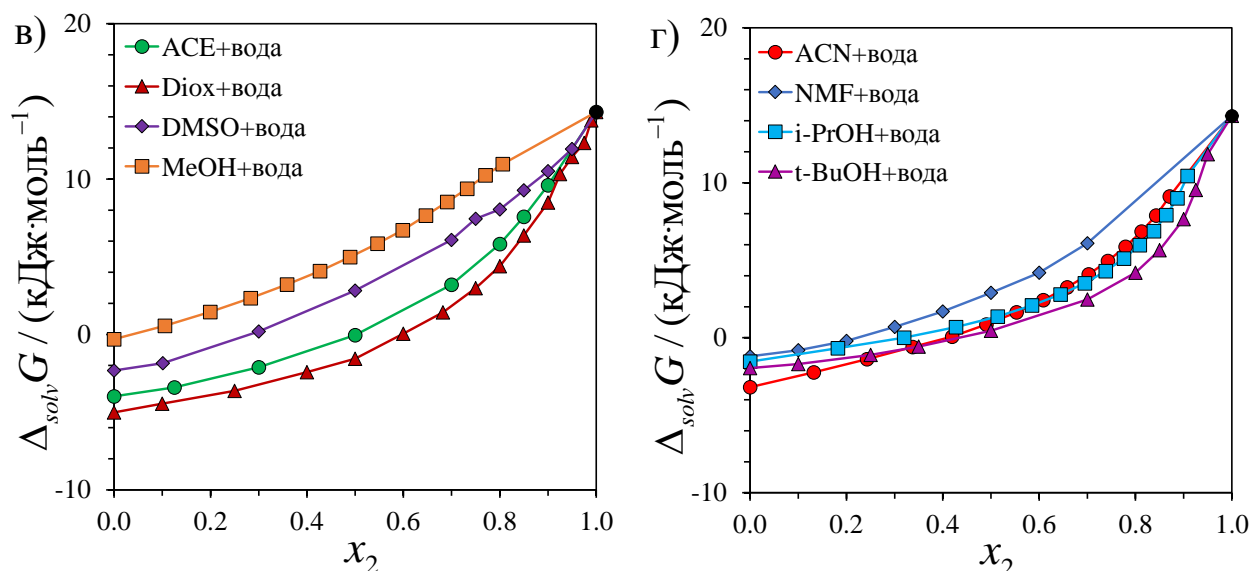 в)
20
10
0
-10
Δsolv G / (кДж·моль⁻¹)
ACE+вода
Diox+вода
DMSO+вода
MeOH+вода
0.0 0.2 0.4 0.6 0.8 1.0
x₂
г)
20
10
0
-10
Δsolv G / (кДж·моль⁻¹)
ACN+вода
NMF+вода
i-PrOH+вода
t-BuOH+вода
0.0 0.2 0.4 0.6 0.8 1.0
x₂